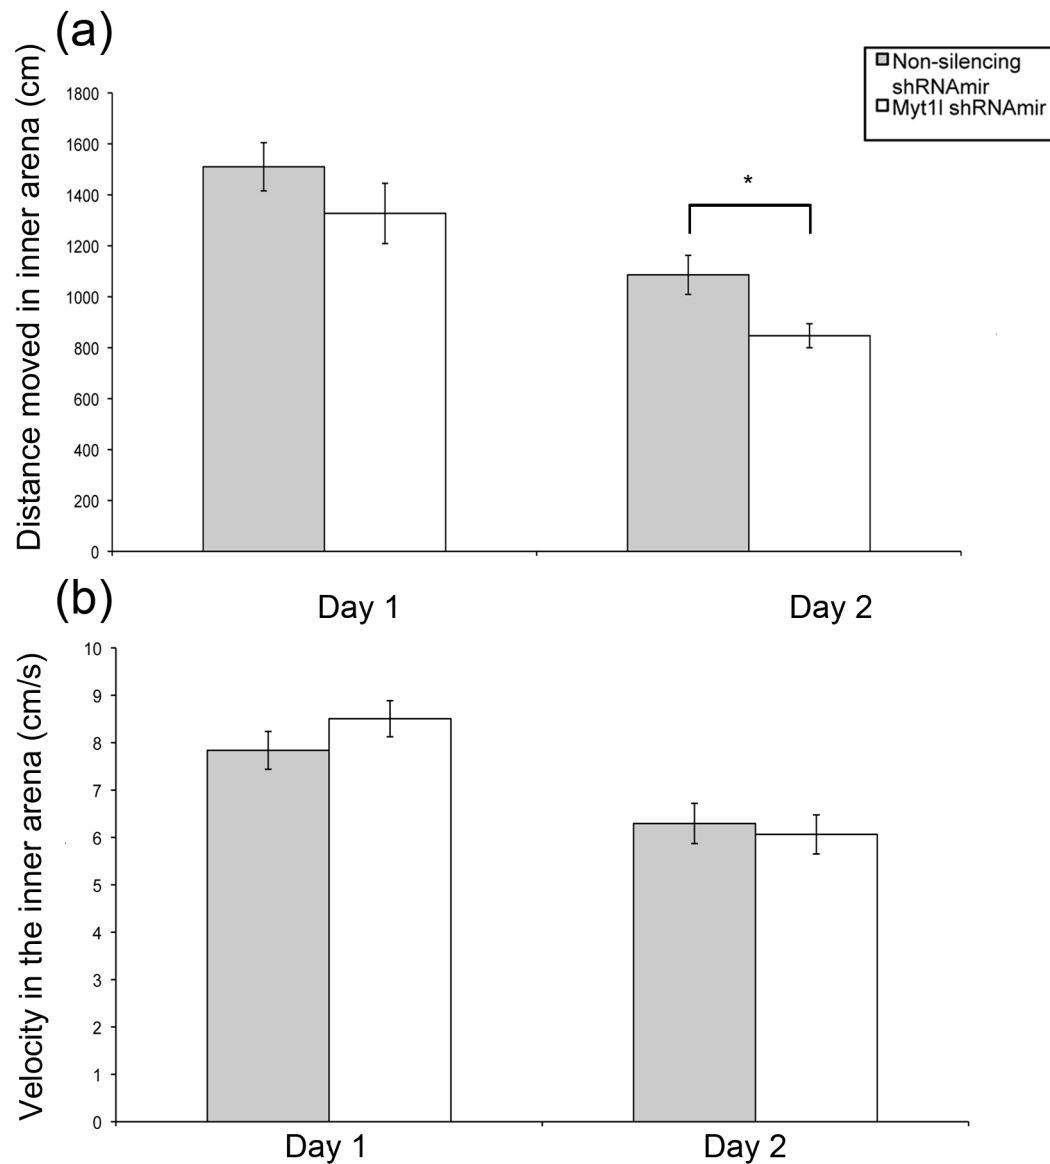 (a)
Distance moved in inner arena (cm)
1800
1600
1400
1200
1000
800
600
400
200
0
*
Non-silencing
shRNAmir
Myt1l shRNAmir
Day 1
Day 2
(b)
Velocity in the inner arena (cm/s)
10
9
8
7
6
5
4
3
2
1
0
Day 1
Day 2